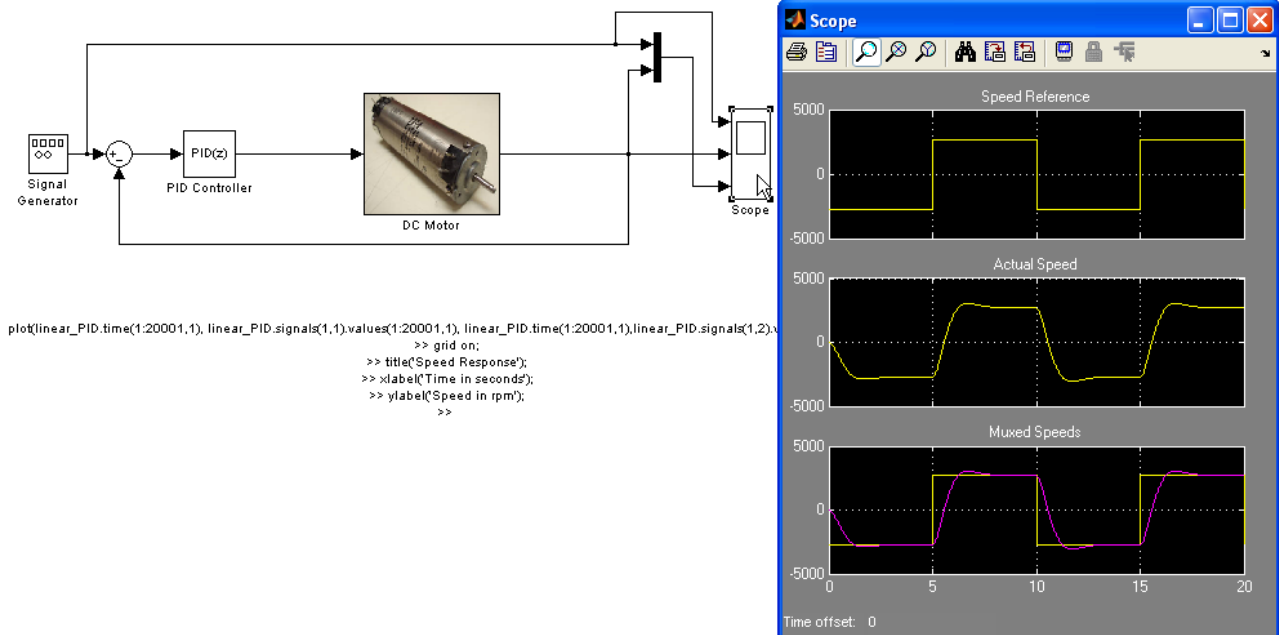 Signal
Generator
PID(z)
PID Controller
DC Motor
Scope
plot(linear_PID.time(1:20001,1), linear_PID.signals(1,1).values(1:20001,1), linear_PID.time(1:20001,1),linear_PID.signals(1,2).
>> grid on;
>> title('Speed Response');
>> xlabel('Time in seconds');
>> ylabel('Speed in rpm');
>>
Scope
Speed Reference
5000
0
-5000
Actual Speed
5000
0
-5000
Muxed Speeds
5000
0
-5000
0 5 10 15 20
Time offset: 0